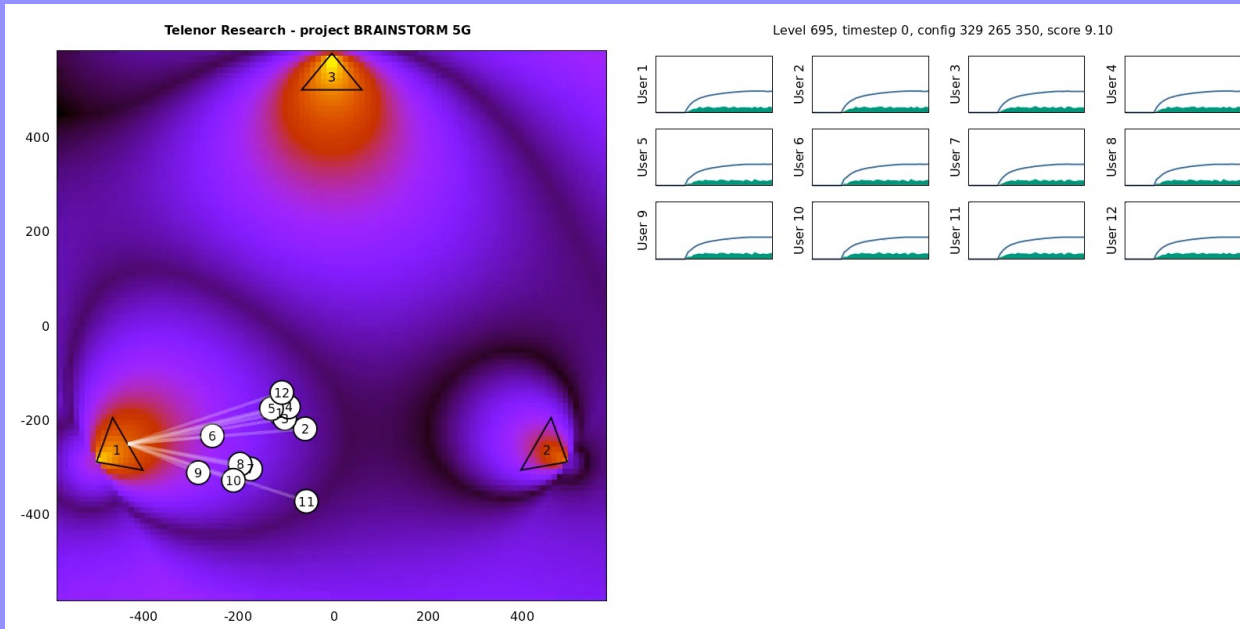 Telenor Research - project BRAINSTORM 5G
3
400
200
0
-200
-400
-400
-200
0
200
400
1
2
12
5
4
1
3
2
6
8
7
9
10
11
Level 695, timestep 0, config 329 265 350, score 9.10
User 1
User 2
User 3
User 4
User 5
User 6
User 7
User 8
User 9
User 10
User 11
User 12